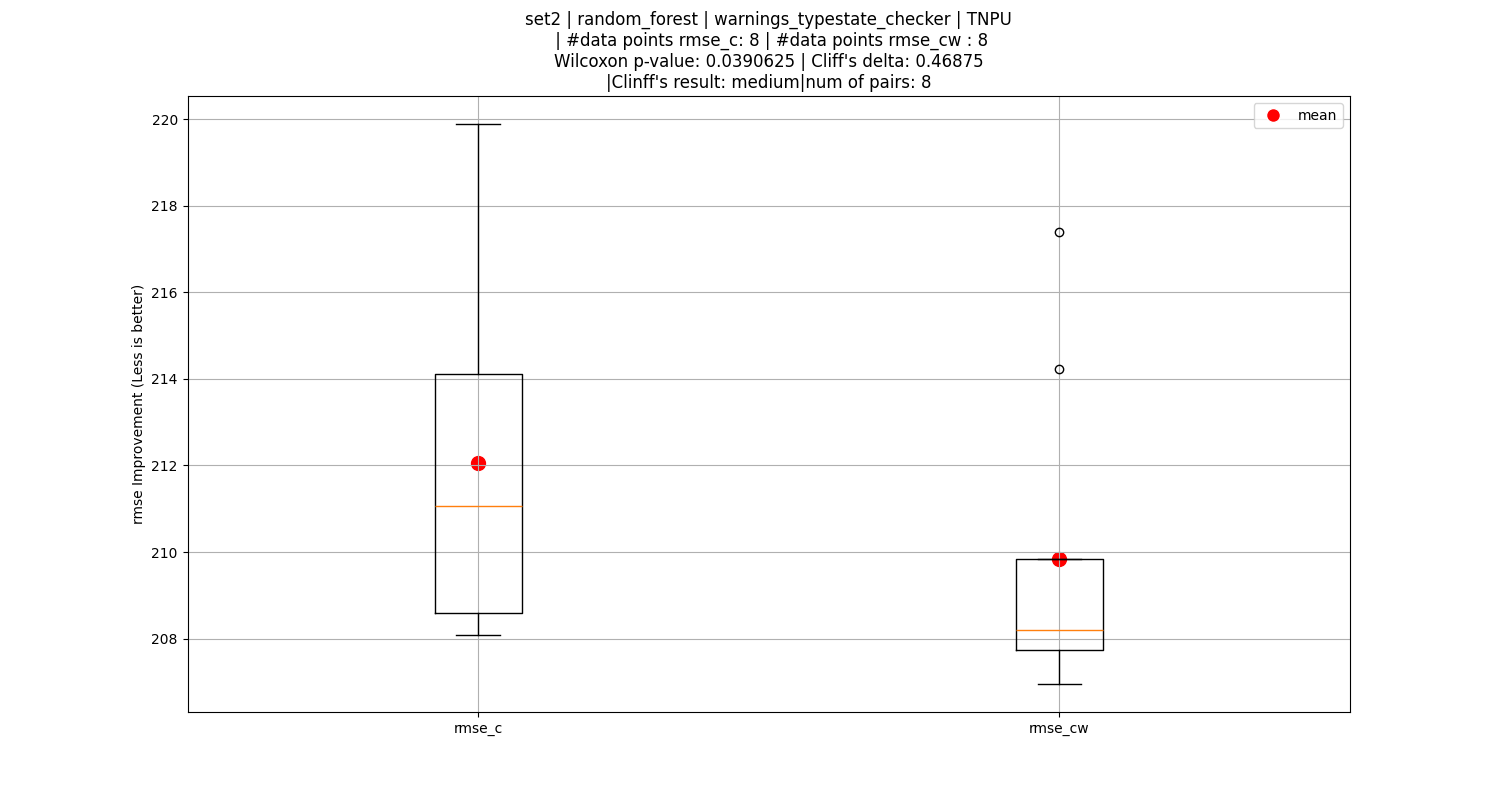 set2 | random_forest | warnings_typestate_checker | TNPU
| #data points rmse_c: 8 | #data points rmse_cw : 8
Wilcoxon p-value: 0.0390625 | Cliff's delta: 0.46875
|Clinff's result: medium|num of pairs: 8
mean
220
218
216
214
212
210
208
rmse Improvement (Less is better)
rmse_c
rmse_cw